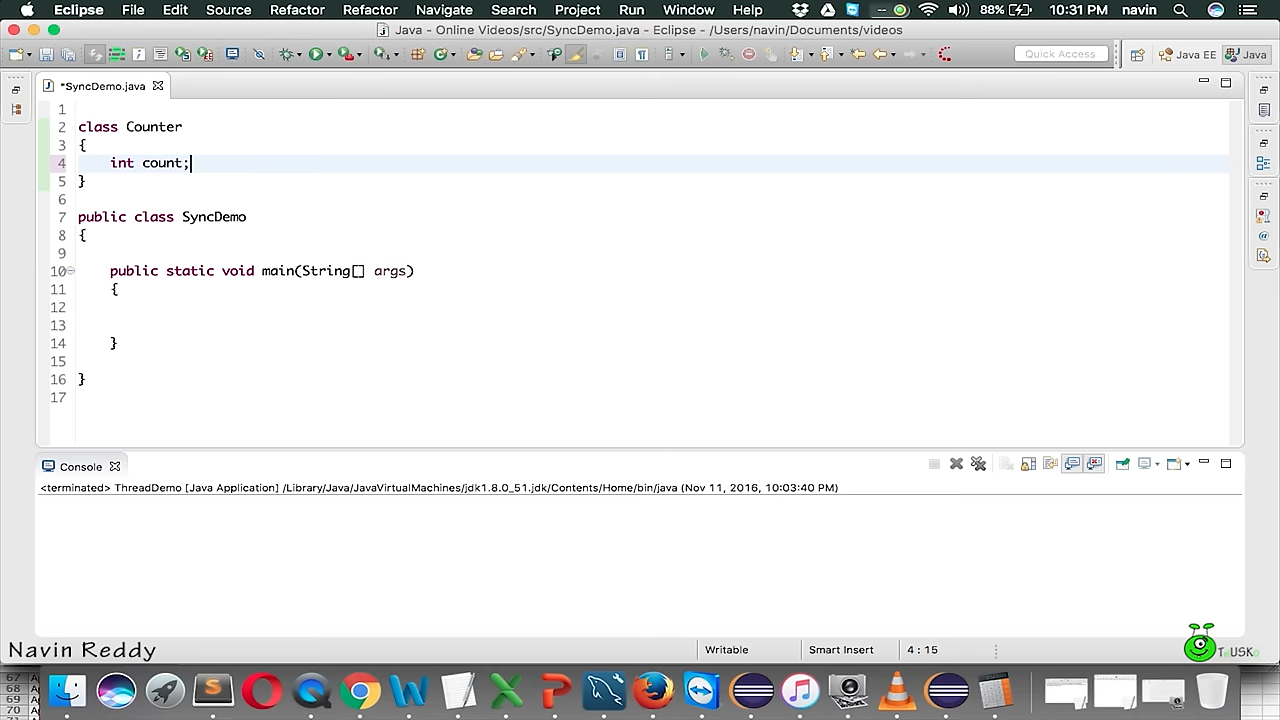 Eclipse File Edit Source Refactor Refactor Navigate Search Project Run Window Help 88% 10:31 PM navin
Java - Online Videos/src/SyncDemo.java - Eclipse - /Users/navin/Documents/videos
Quick Access Java EE Java
*SyncDemo.java
1
2 class Counter
3 {
4 int count;
5 }
6
7 public class SyncDemo
8 {
9
10 public static void main(String[] args)
11 {
12
13
14 }
15
16 }
17
Console
<terminated> ThreadDemo [Java Application] /Library/Java/JavaVirtualMachines/jdk1.8.0_51.jdk/Contents/Home/bin/java (Nov 11, 2016, 10:03:40 PM)
Navin Reddy
Writable Smart Insert 4 : 15
67
68
69
70